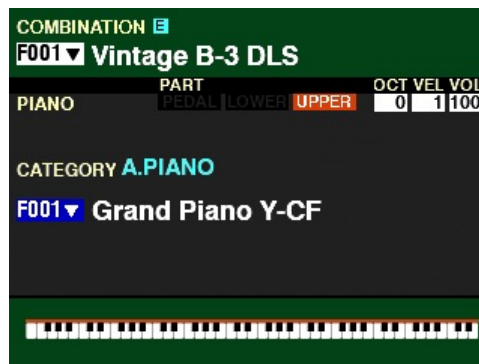 COMBINATION E
F001▼ Vintage B-3 DLS
PART OCT VEL VOL
PIANO PEDAL LOWER UPPER 0 1 100
CATEGORY A.PIANO
F001▼ Grand Piano Y-CF